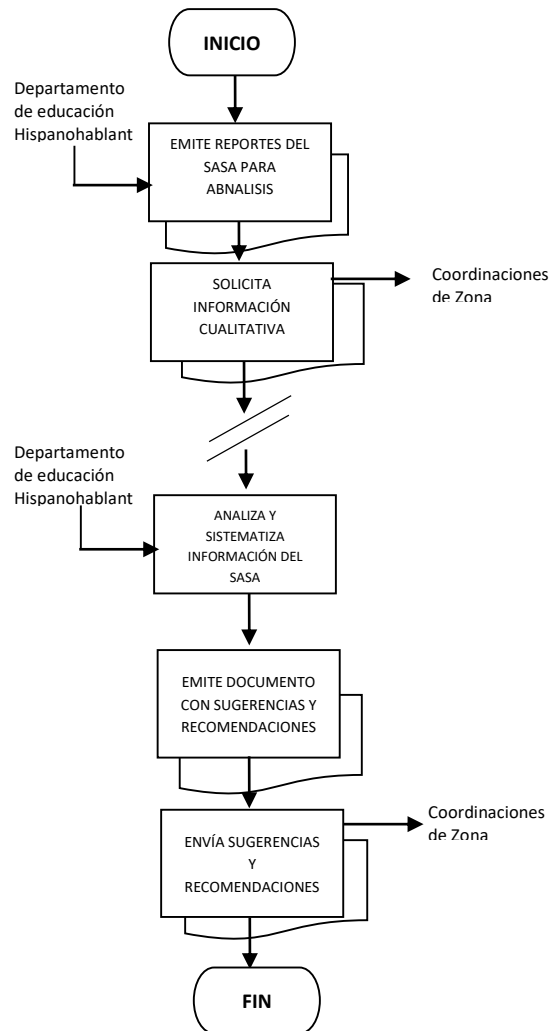 INICIO
Departamento
de educación
Hispanohablant
EMITE REPORTES DEL
SASA PARA
ABNALISIS
SOLICITA
INFORMACIÓN
CUALITATIVA
Coordinaciones
de Zona
Departamento
de educación
Hispanohablant
ANALIZA Y
SISTEMATIZA
INFORMACIÓN DEL
SASA
EMITE DOCUMENTO
CON SUGERENCIAS Y
RECOMENDACIONES
ENVÍA SUGERENCIAS
Y
RECOMENDACIONES
Coordinaciones
de Zona
FIN